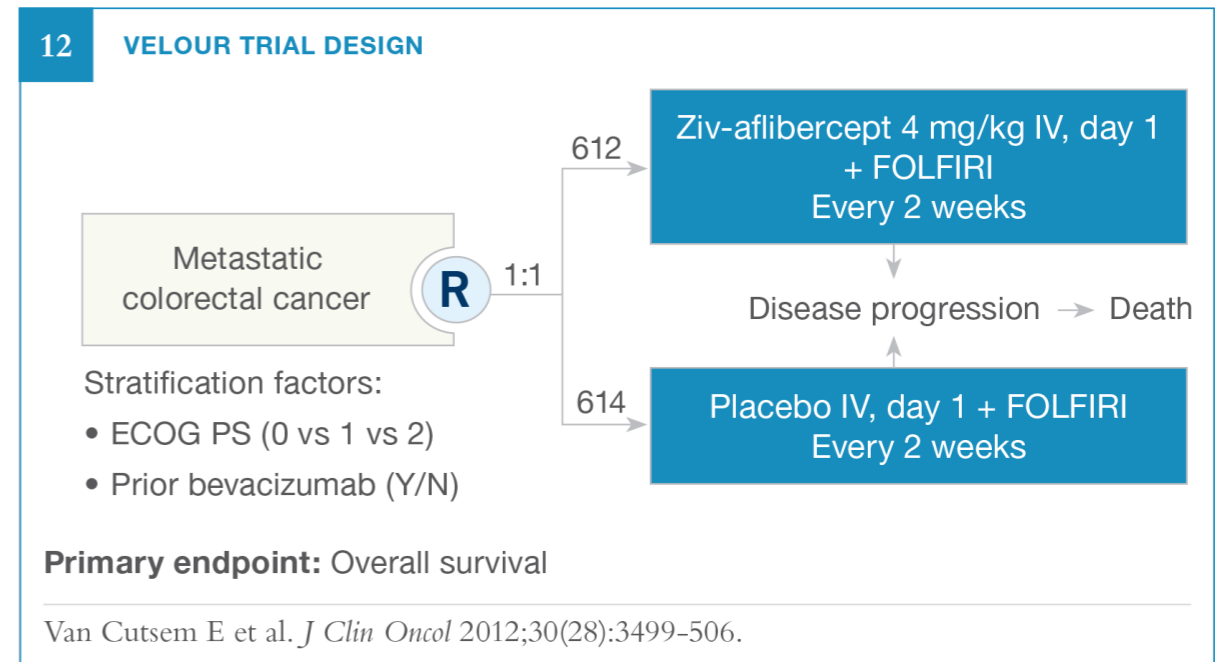 12
VELOUR TRIAL DESIGN
Metastatic
colorectal cancer
R
1:1
612
Ziv-aflibercept 4 mg/kg IV, day 1
+ FOLFIRI
Every 2 weeks
Disease progression
Death
614
Placebo IV, day 1 + FOLFIRI
Every 2 weeks
Stratification factors:
• ECOG PS (0 vs 1 vs 2)
• Prior bevacizumab (Y/N)
Primary endpoint: Overall survival
Van Cutsem E et al. J Clin Oncol 2012;30(28):3499-506.